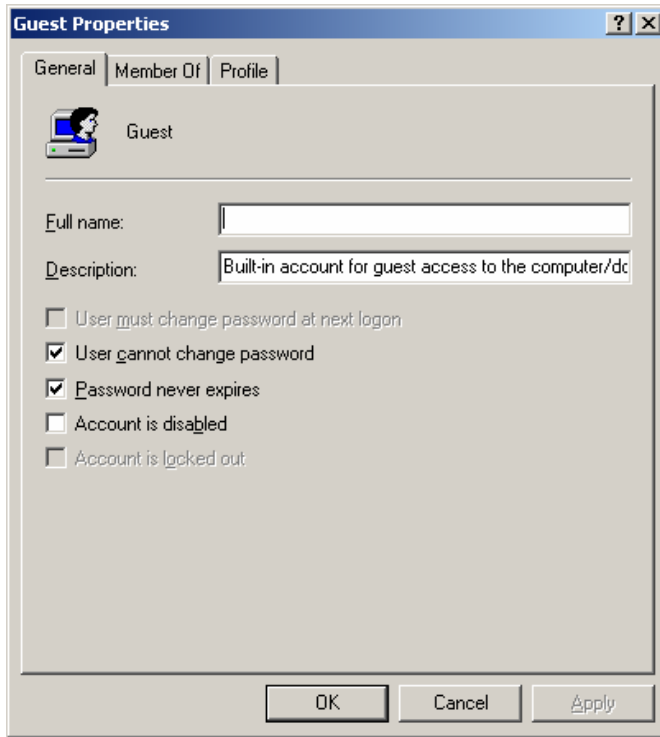 Guest Properties
General Member Of Profile
Guest
Full name:
Description: Built-in account for guest access to the computer/do
User must change password at next logon
User cannot change password
Password never expires
Account is disabled
Account is locked out
OK Cancel Apply